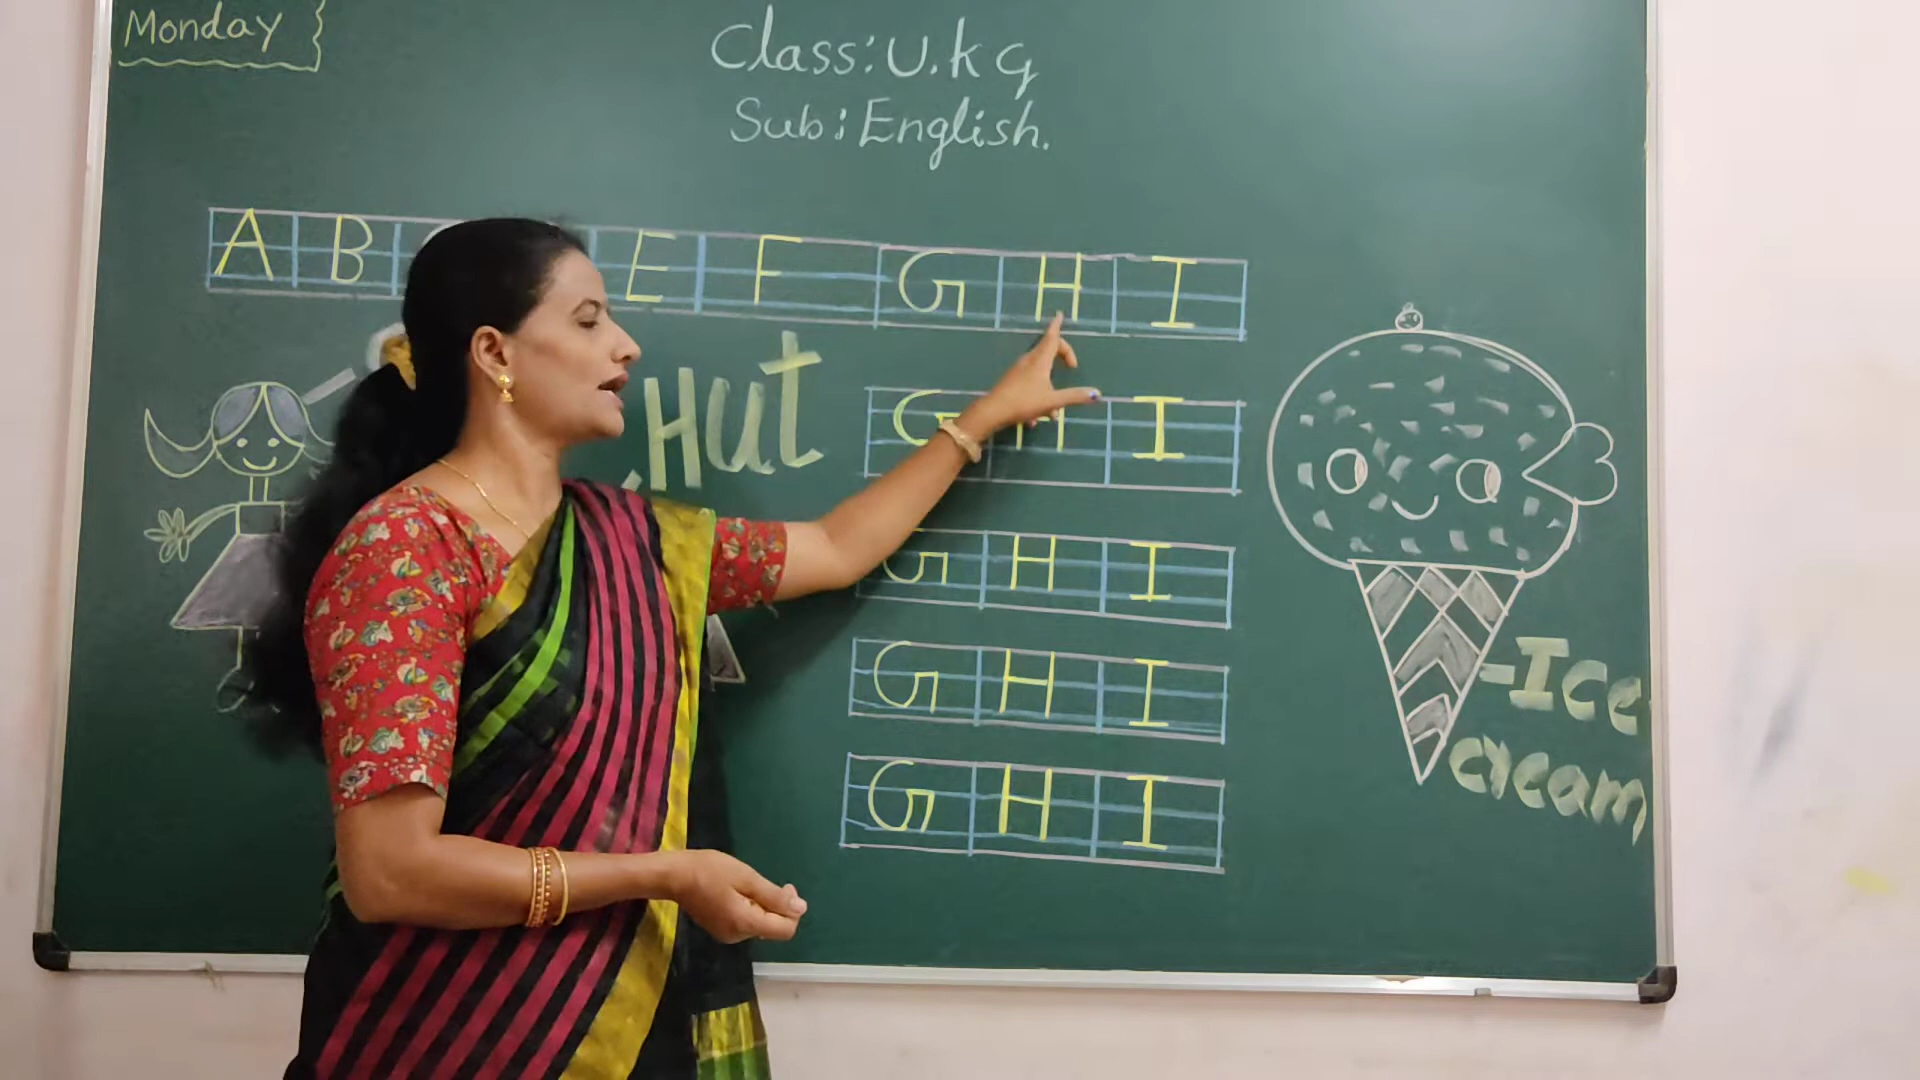 Monday
Class: U.K G
Sub: English.
A B E F G H I
Hut
G H I
G H I
G H I
G H I
-Ice
cream